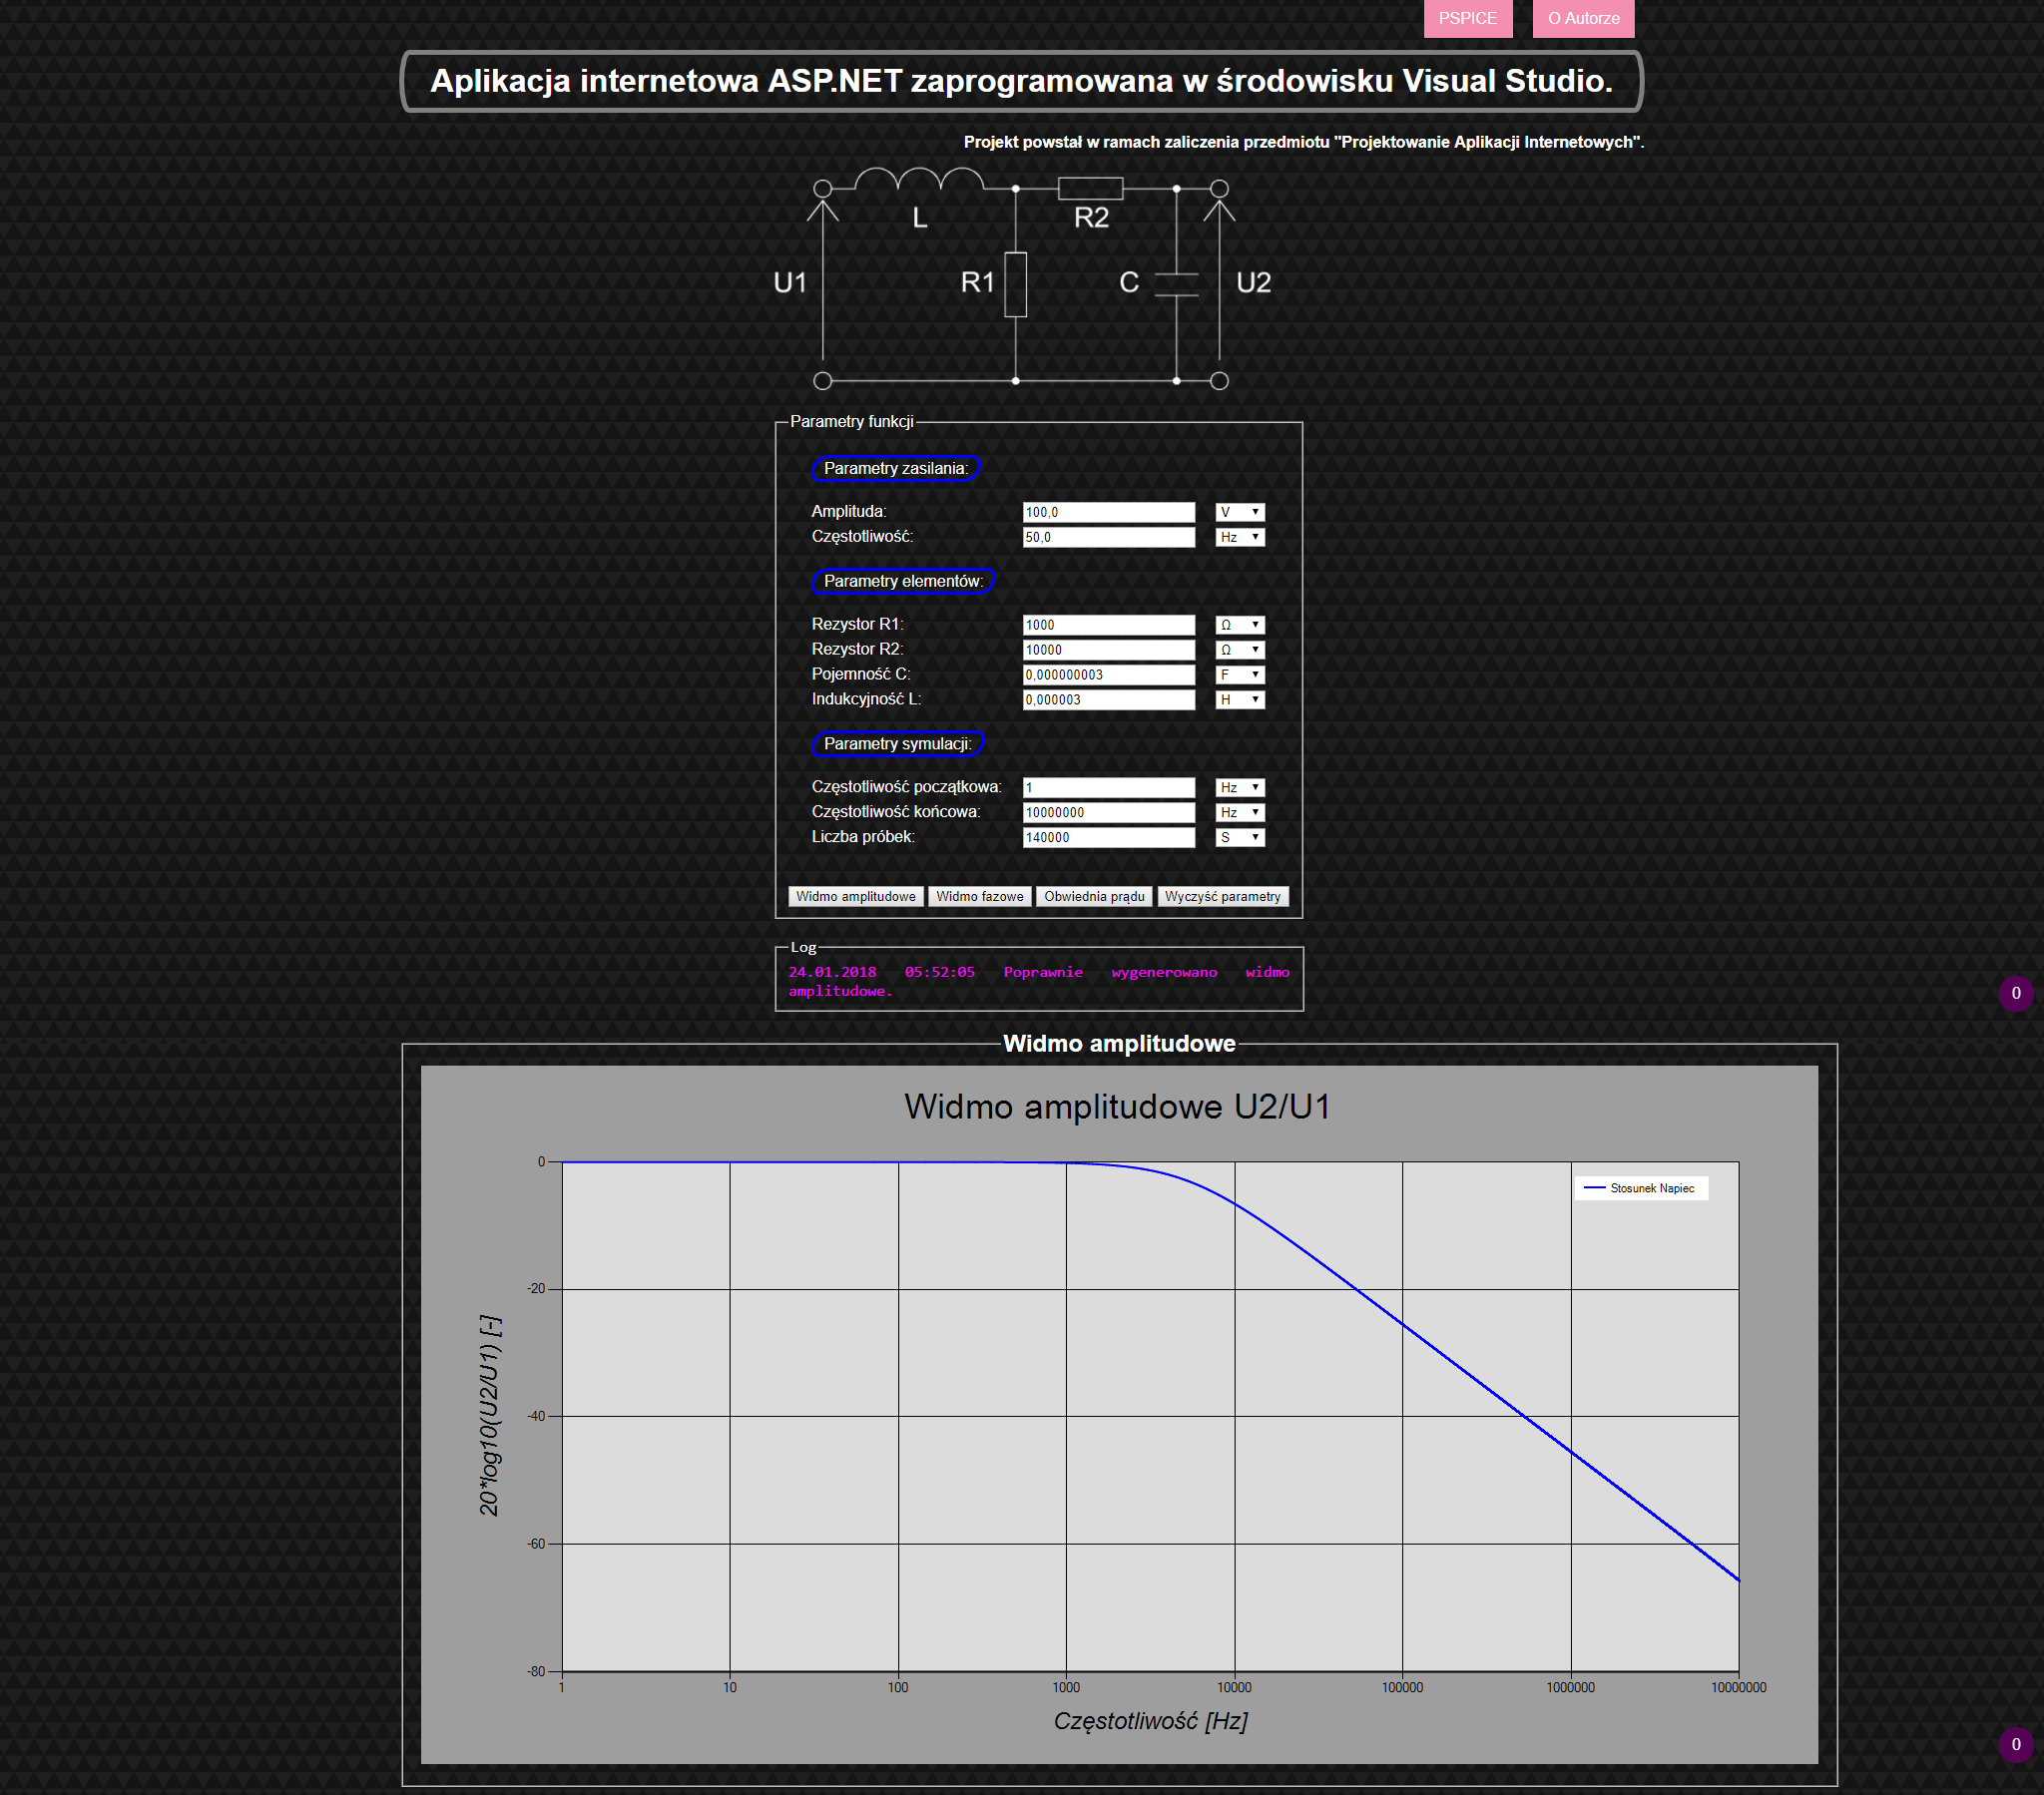 PSPICE
O Autorze
Aplikacja internetowa ASP.NET zaprogramowana w środowisku Visual Studio.
Projekt powstał w ramach zaliczenia przedmiotu "Projektowanie Aplikacji Internetowych".
L
R2
U1
R1
C
U2
Parametry funkcji
Parametry zasilania:
Amplituda: 100,0 V
Częstotliwość: 50,0 Hz
Parametry elementów:
Rezystor R1: 1000 Ω
Rezystor R2: 10000 Ω
Pojemność C: 0,000000003 F
Indukcyjność L: 0,000003 H
Parametry symulacji:
Częstotliwość początkowa: 1 Hz
Częstotliwość końcowa: 10000000 Hz
Liczba próbek: 140000 S
Widmo amplitudowe Widmo fazowe Obwiednia prądu Wyczyść parametry
Log
24.01.2018 05:52:05 Poprawnie wygenerowano widmo
amplitudowe.
0
Widmo amplitudowe
Widmo amplitudowe U2/U1
Stosunek Napiec
0
-20
-40
-60
-80
20*log10(U2/U1) [-]
1 10 100 1000 10000 100000 1000000 10000000
Częstotliwość [Hz]
0